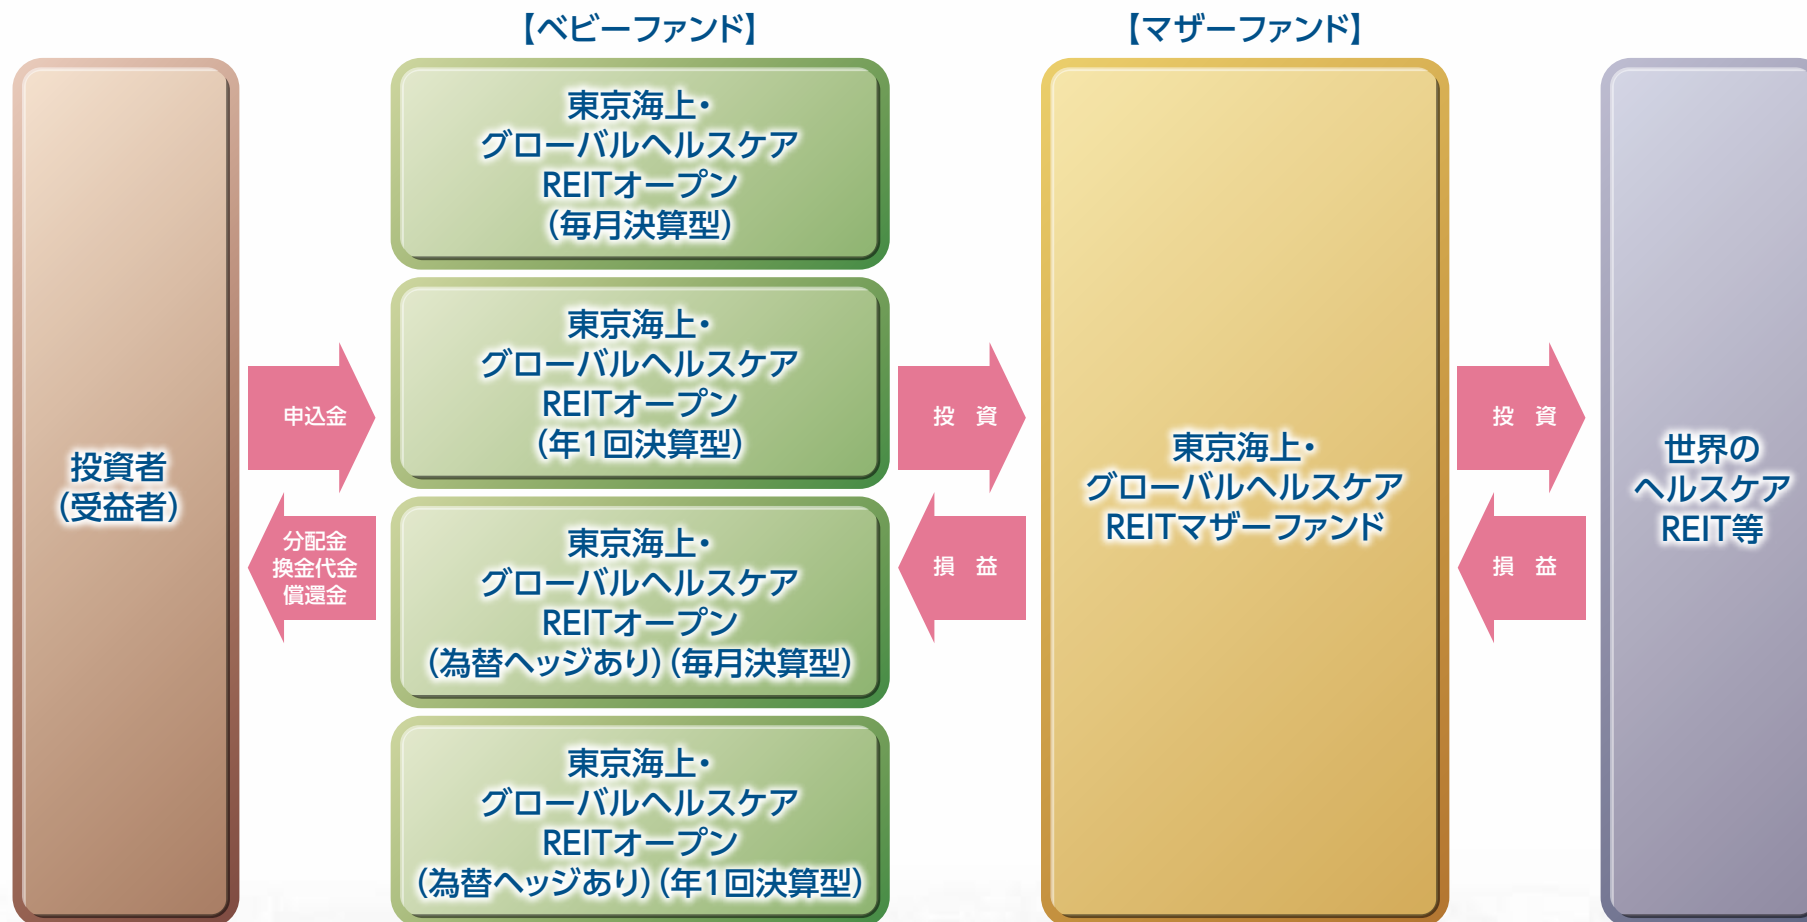 【ベビーファンド】
【マザーファンド】
投資者
（受益者）
申込金
分配金
換金代金
償還金
東京海上・
グローバルヘルスケア
REITオープン
（毎月決算型）
東京海上・
グローバルヘルスケア
REITオープン
（年1回決算型）
東京海上・
グローバルヘルスケア
REITオープン
（為替ヘッジあり）（毎月決算型）
東京海上・
グローバルヘルスケア
REITオープン
（為替ヘッジあり）（年1回決算型）
投　資
損　益
東京海上・
グローバルヘルスケア
REITマザーファンド
投　資
損　益
世界の
ヘルスケア
REIT等